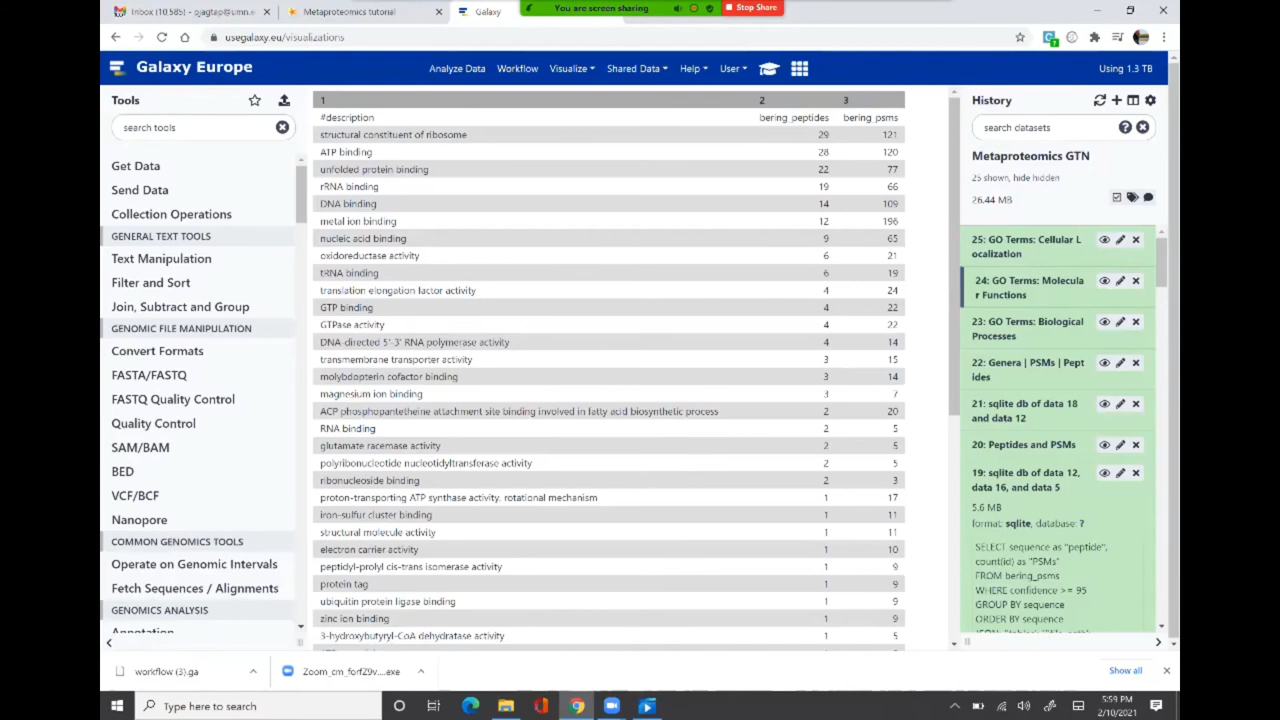 Inbox (10,585) - pjagtap@umn.e
Metaproteomics tutorial
Galaxy
You are screen sharing
Stop Share
usegalaxy.eu/visualizations
Galaxy Europe
Analyze Data
Workflow
Visualize
Shared Data
Help
User
Using 1.3 TB
Tools
search tools
Get Data
Send Data
Collection Operations
GENERAL TEXT TOOLS
Text Manipulation
Filter and Sort
Join, Subtract and Group
GENOMIC FILE MANIPULATION
Convert Formats
FASTA/FASTQ
FASTQ Quality Control
Quality Control
SAM/BAM
BED
VCF/BCF
Nanopore
COMMON GENOMICS TOOLS
Operate on Genomic Intervals
Fetch Sequences / Alignments
GENOMICS ANALYSIS
Annotation
1 2 3
#description bering_peptides bering_psms
structural constituent of ribosome 29 121
ATP binding 28 120
unfolded protein binding 22 77
rRNA binding 19 66
DNA binding 14 109
metal ion binding 12 196
nucleic acid binding 9 65
oxidoreductase activity 6 21
tRNA binding 6 19
translation elongation factor activity 4 24
GTP binding 4 22
GTPase activity 4 22
DNA-directed 5'-3' RNA polymerase activity 4 14
transmembrane transporter activity 3 15
molybdopterin cofactor binding 3 14
magnesium ion binding 3 7
ACP phosphopantetheine attachment site binding involved in fatty acid biosynthetic process 2 20
RNA binding 2 5
glutamate racemase activity 2 5
polyribonucleotide nucleotidyltransferase activity 2 5
ribonucleoside binding 2 3
proton-transporting ATP synthase activity, rotational mechanism 1 17
iron-sulfur cluster binding 1 11
structural molecule activity 1 11
electron carrier activity 1 10
peptidyl-prolyl cis-trans isomerase activity 1 9
protein tag 1 9
ubiquitin protein ligase binding 1 9
zinc ion binding 1 9
3-hydroxybutyryl-CoA dehydratase activity 1 5
History
search datasets
Metaproteomics GTN
25 shown, hide hidden
26.44 MB
25: GO Terms: Cellular L
ocalization
24: GO Terms: Molecula
r Functions
23: GO Terms: Biological
Processes
22: Genera | PSMs | Pept
ides
21: sqlite db of data 18
and data 12
20: Peptides and PSMs
19: sqlite db of data 12,
data 16, and data 5
5.6 MB
format: sqlite, database: ?
SELECT sequence as "peptide",
count(id) as "PSMs"
FROM bering_psms
WHERE confidence >= 95
GROUP BY sequence
ORDER BY sequence
workflow (3).ga
Zoom_cm_forfZ9v....exe
Show all
Type here to search
5:59 PM
2/10/2021